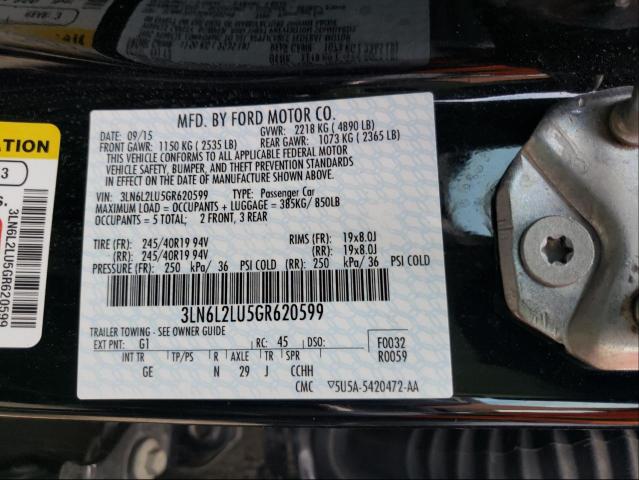 MFD. BY FORD MOTOR CO.
09/15 GVWR: 2218 KG ( 4890 LB)
FRONT GAWR: 1150 KG ( 2535 LB) REAR GAWR: 1073 KG ( 2365 LB)
THIS VEHICLE CONFORMS TO ALL APPLICABLE FEDERAL MOTOR
VEHICLE SAFETY, BUMPER, AND THEFT PREVENTION STANDARDS
IN EFFECT ON THE DATE OF MANUFACTURE SHOWN ABOVE.
VIN: 3LN6L2LU5GR620599 TYPE: Passenger Car
MAXIMUM LOAD = OCCUPANTS + LUGGAGE = 385KG/ 850LB
OCCUPANTS = 5 TOTAL; 2 FRONT, 3 REAR
TIRE (FR): 245/40R19 94V RIMS (FR): 19x8.0J
(RR): 245/40R19 94V (RR): 19x8.0J
PRESSURE (FR): 250 kPa/ 36 PSI COLD (RR): 250 kPa/ 36 PSI COLD
3LN6L2LU5GR620599
TRAILER TOWING - SEE OWNER GUIDE
EXT PNT: G1 RC: 45 DSO: F0032
R0059
INT TR TP/PS R AXLE TR SPR
GE N 29 J CCHH
CMC ▽5U5A-5420472-AA
ATION
3
S.
3LN6L2LU5GR620599